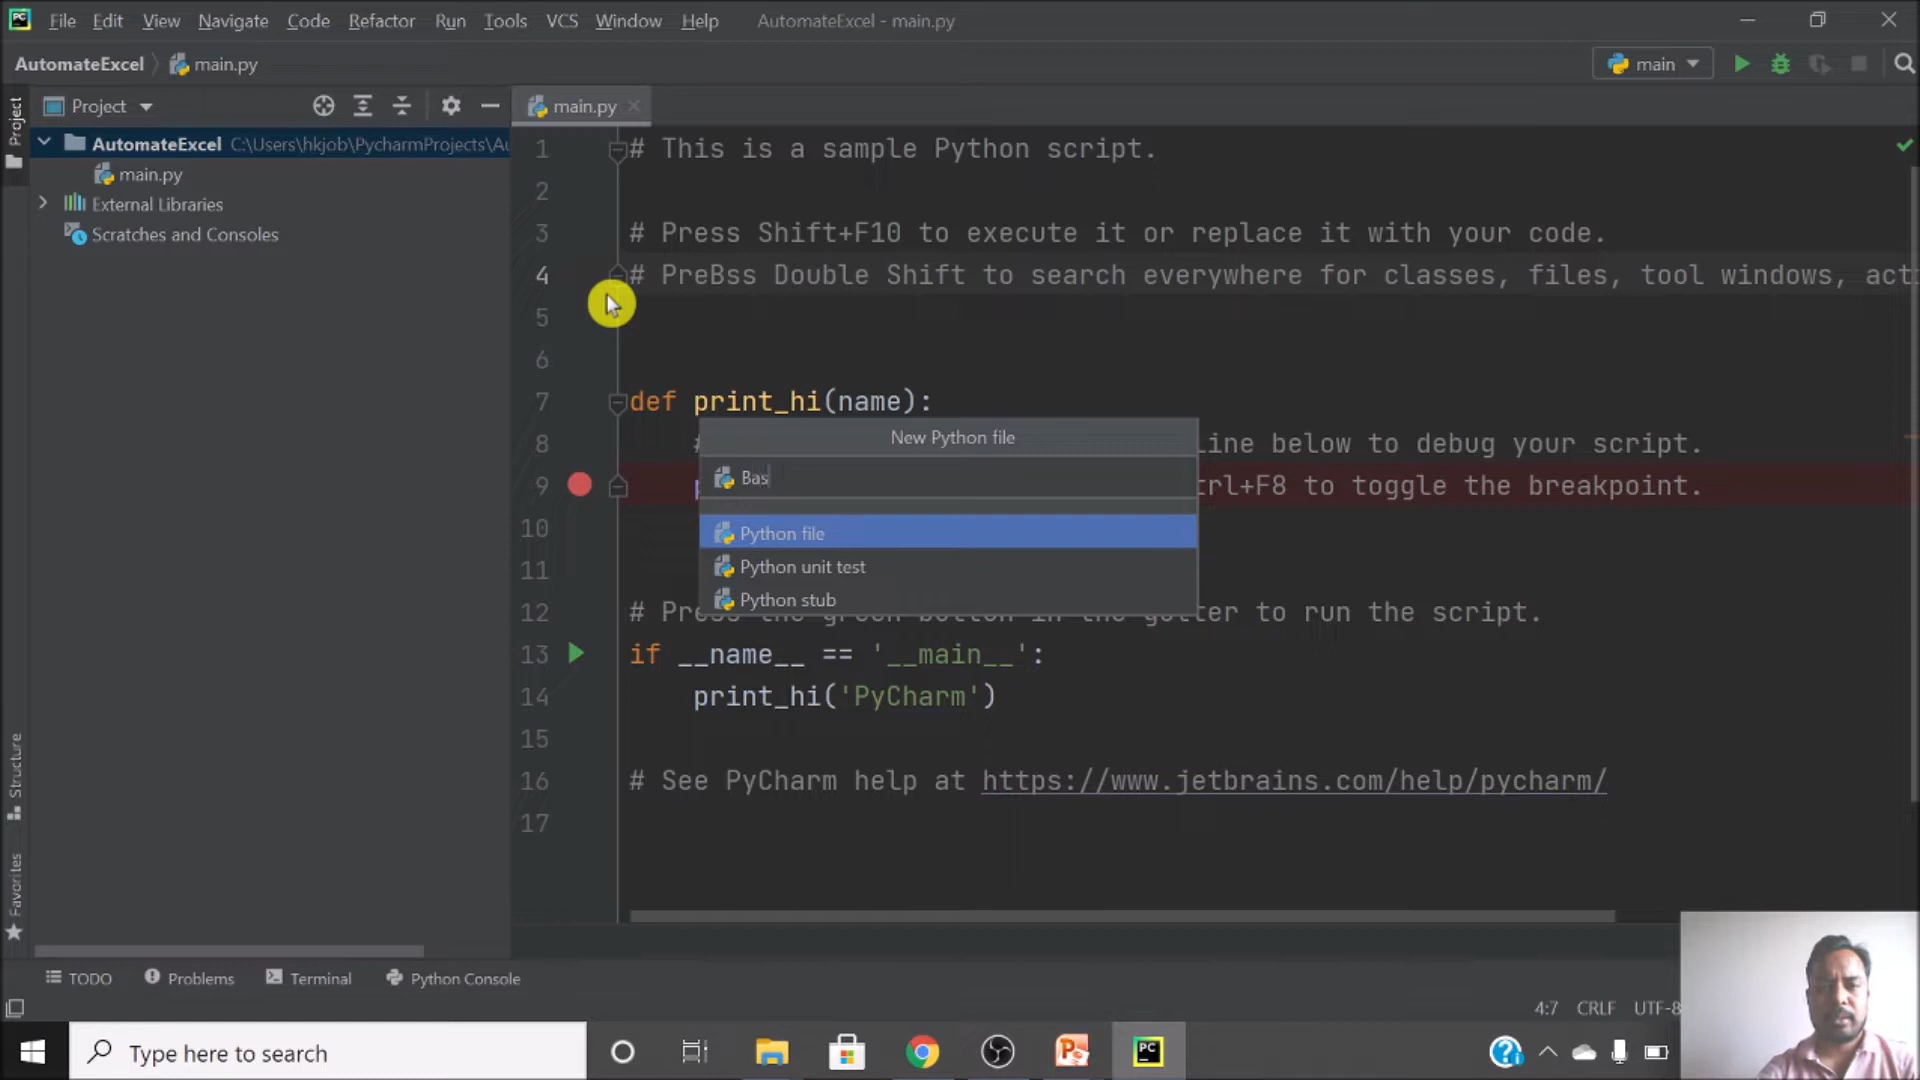 File Edit View Navigate Code Refactor Run Tools VCS Window Help AutomateExcel - main.py
AutomateExcel main.py main
Project
Project
main.py
AutomateExcel C:\Users\hkjob\PycharmProjects\Au
main.py
External Libraries
Scratches and Consoles
1 # This is a sample Python script.
2
3 # Press Shift+F10 to execute it or replace it with your code.
4 # PreBss Double Shift to search everywhere for classes, files, tool windows, act
5
6
7 def print_hi(name):
8 # line below to debug your script.
9 p trl+F8 to toggle the breakpoint.
10
11
12 # Press the green button in the gutter to run the script.
13 if __name__ == '__main__':
14 print_hi('PyCharm')
15
16 # See PyCharm help at https://www.jetbrains.com/help/pycharm/
17
New Python file
Bas
Python file
Python unit test
Python stub
Structure
Favorites
TODO Problems Terminal Python Console
4:7 CRLF UTF-8
Type here to search